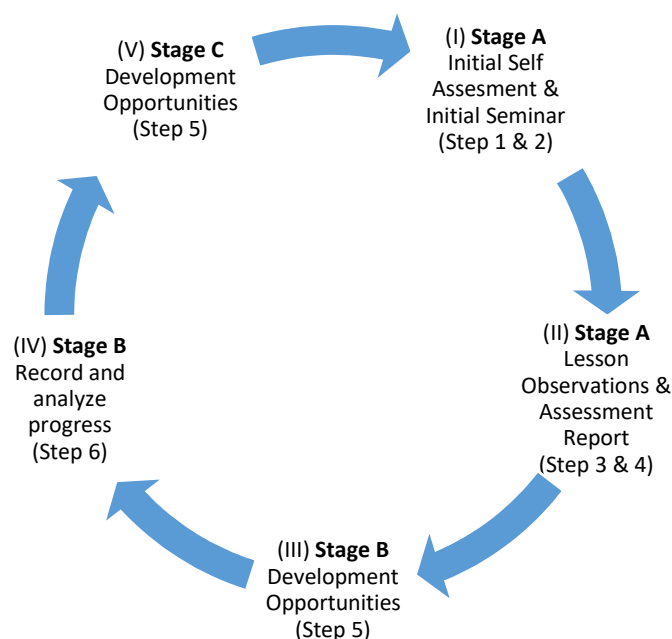 (I) Stage A
Initial Self
Assesment &
Initial Seminar
(Step 1 & 2)
(II) Stage A
Lesson
Observations &
Assessment
Report
(Step 3 & 4)
(III) Stage B
Development
Opportunities
(Step 5)
(IV) Stage B
Record and
analyze
progress
(Step 6)
(V) Stage C
Development
Opportunities
(Step 5)